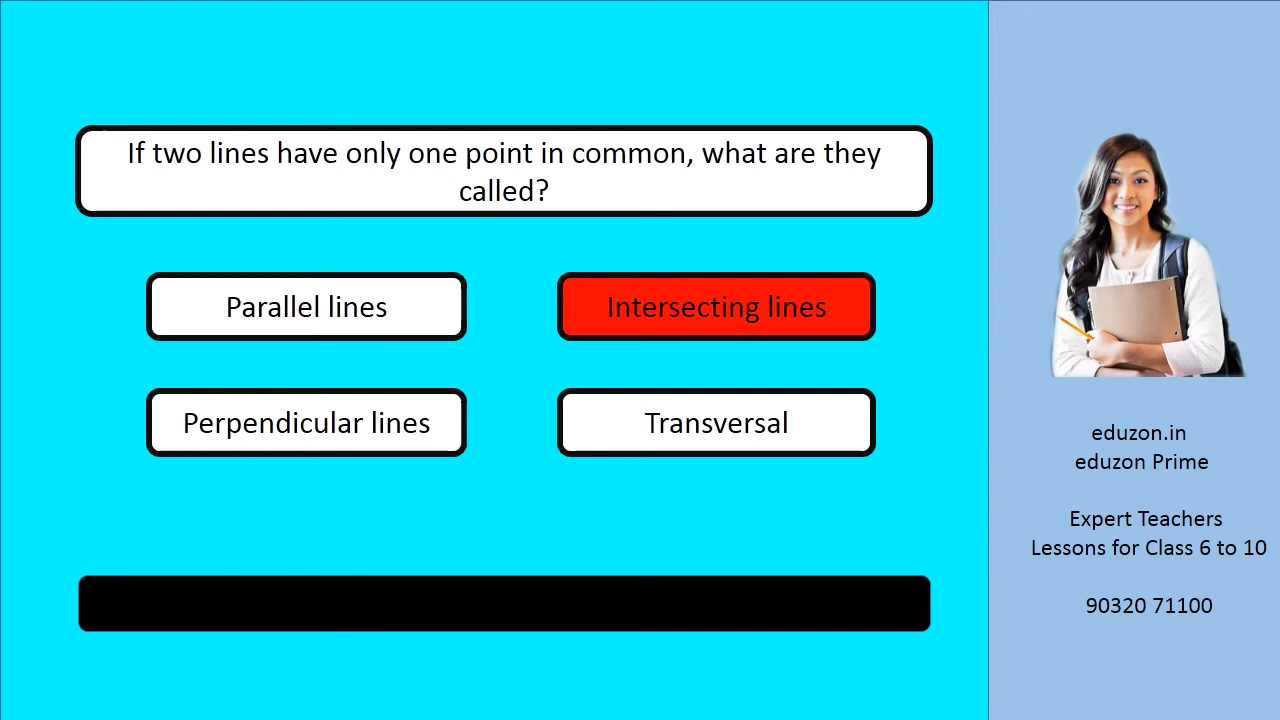 If two lines have only one point in common, what are they
called?
Parallel lines
Intersecting lines
Perpendicular lines
Transversal
eduzon.in
eduzon Prime
Expert Teachers
Lessons for Class 6 to 10
90320 71100